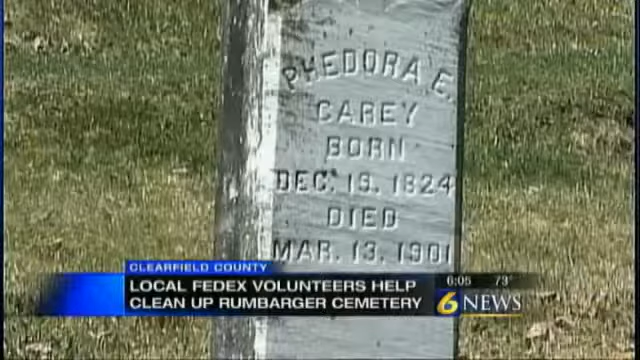 PHEDORA E.
CAREY
BORN
DEC. 19. 1824
DIED
MAR. 13. 1901
CLEARFIELD COUNTY
LOCAL FEDEX VOLUNTEERS HELP
CLEAN UP RUMBARGER CEMETERY
6:05 73°
6 NEWS